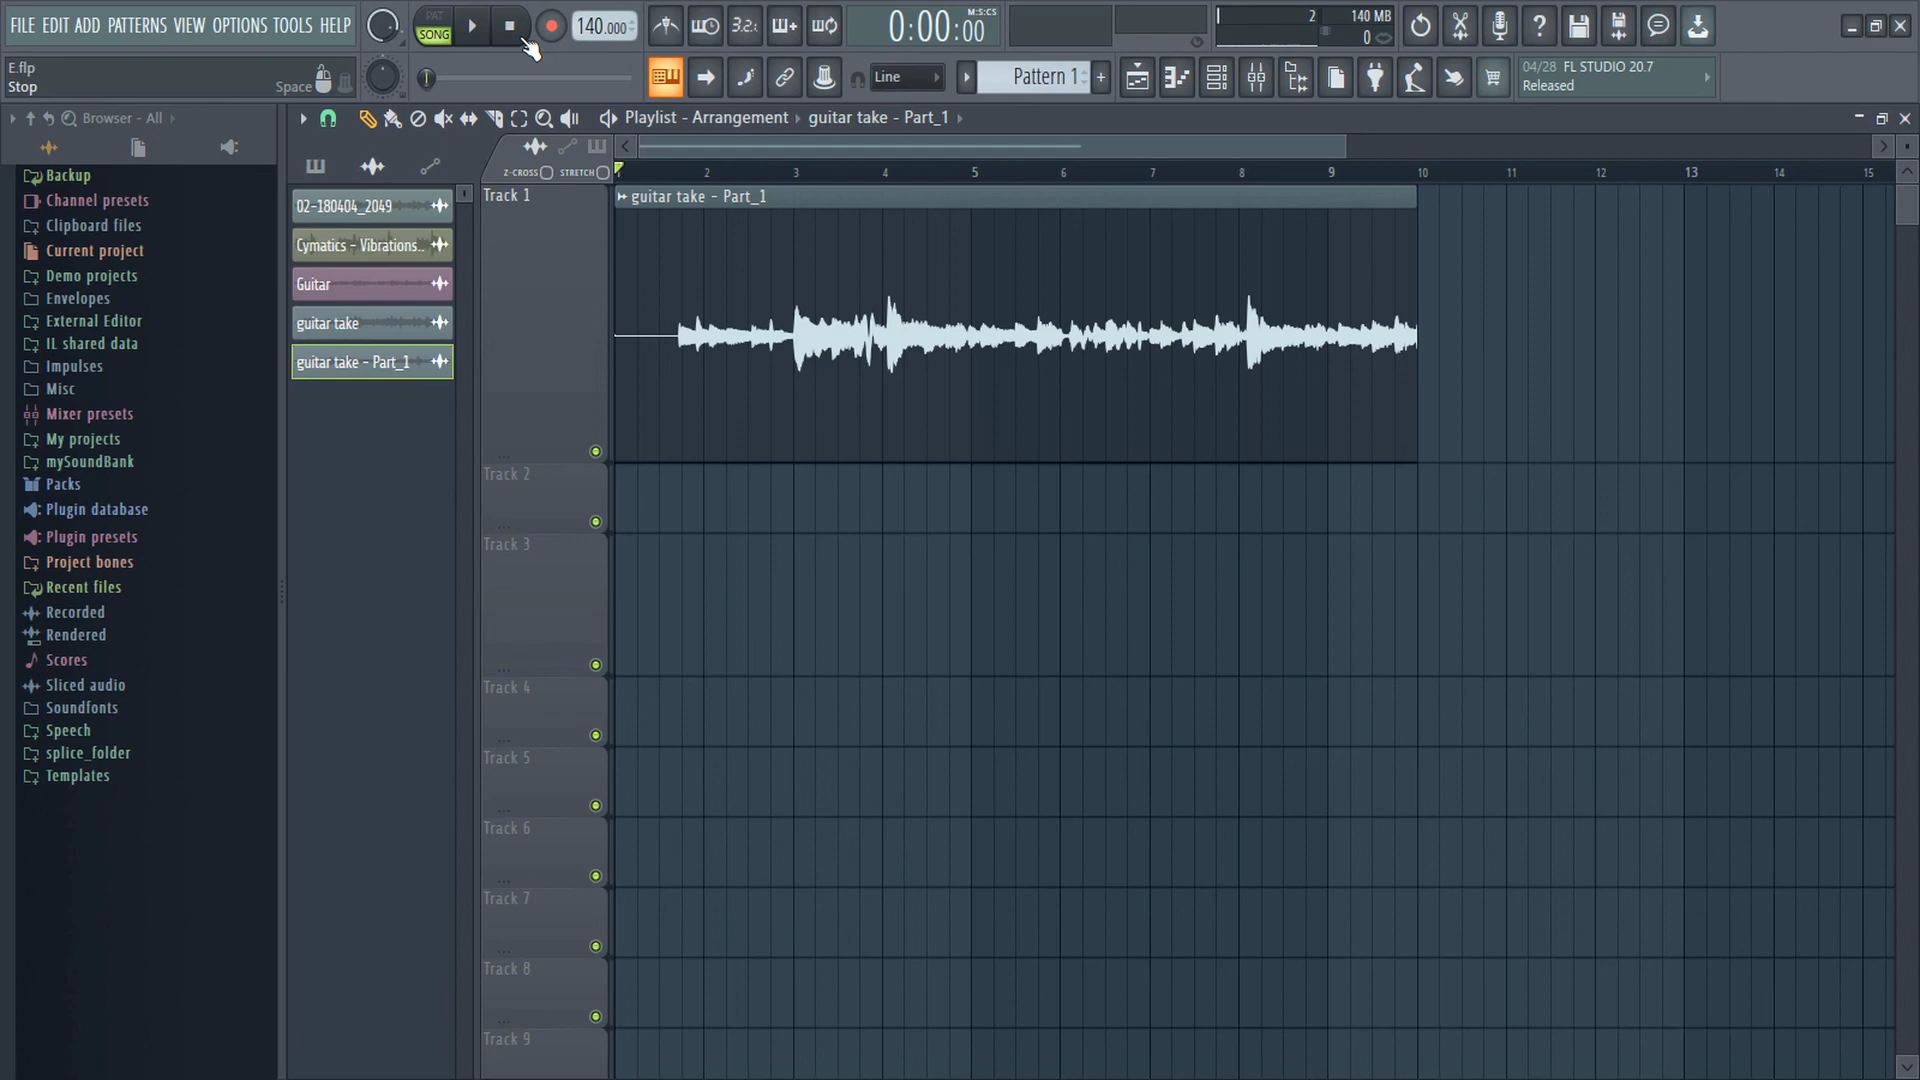 FILE EDIT ADD PATTERNS VIEW OPTIONS TOOLS HELP
PAT
SONG
140.000
3.2.
0:00:00
M:S:CS
2
140 MB
0
E.flp
Stop
Space
Line
Pattern 1
+
04/28 FL STUDIO 20.7
Released
Browser - All
Playlist - Arrangement
guitar take - Part_1
Z-CROSS
STRETCH
1 2 3 4 5 6 7 8 9 10 11 12 13 14 15
Backup
Channel presets
Clipboard files
Current project
Demo projects
Envelopes
External Editor
IL shared data
Impulses
Misc
Mixer presets
My projects
mySoundBank
Packs
Plugin database
Plugin presets
Project bones
Recent files
Recorded
Rendered
Scores
Sliced audio
Soundfonts
Speech
splice_folder
Templates
02-180404_2049
Cymatics - Vibrations..
Guitar
guitar take
guitar take - Part_1
Track 1
guitar take - Part_1
Track 2
Track 3
Track 4
Track 5
Track 6
Track 7
Track 8
Track 9